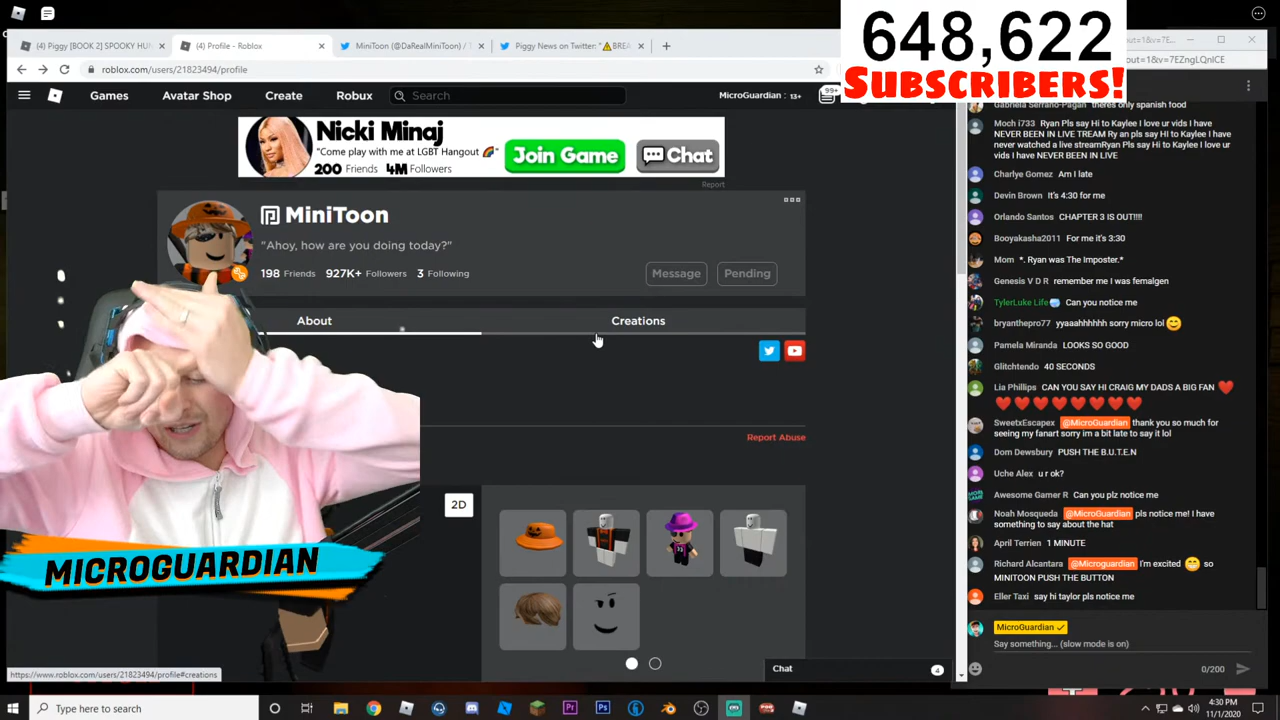 648,622
SUBSCRIBERS!
(4) Piggy [BOOK 2] SPOOKY HUN
(4) Profile - Roblox
MiniToon (@DaRealMiniToon) / T
Piggy News on Twitter: "⚠BREA
roblox.com/users/21823494/profile
out=1&v=7EZngLQnICE
Games
Avatar Shop
Create
Robux
Search
MicroGuardian : 13+
99+
Nicki Minaj
"Come play with me at LGBT Hangout 🌈"
200 Friends 4M Followers
Join Game
Chat
Report
MiniToon
"Ahoy, how are you doing today?"
198 Friends 927K+ Followers 3 Following
Message
Pending
About
Creations
Report Abuse
2D
MICROGUARDIAN
Chat
4
https://www.roblox.com/users/21823494/profile#creations
Gabriela Serrano-Pagan theres only spanish food
Moch i733 Ryan Pls say Hi to Kaylee I love ur vids I have
NEVER BEEN IN LIVE TREAM Ry an pls say Hi to Kaylee I have
never watched a live streamRyan Pls say Hi to Kaylee I love ur
vids I have NEVER BEEN IN LIVE
Charlye Gomez Am I late
Devin Brown It's 4:30 for me
Orlando Santos CHAPTER 3 IS OUT!!!!
Booyakasha2011 For me it's 3:30
Mom *. Ryan was The Imposter.*
Genesis V D R remember me I was femalgen
TylerLuke Life Can you notice me
bryanthepro77 yyaaahhhhhh sorry micro lol 😊
Pamela Miranda LOOKS SO GOOD
Glitchtendo 40 SECONDS
Lia Phillips CAN YOU SAY HI CRAIG MY DADS A BIG FAN ❤
❤❤❤❤❤❤❤❤
SweetxEscapex @MicroGuardian thank you so much for
seeing my fanart sorry im a bit late to say it lol
Dom Dewsbury PUSH THE B.U.T.E.N
Uche Alex u r ok?
Awesome Gamer R Can you plz notice me
Noah Mosqueda @MicroGuardian pls notice me! I have
something to say about the hat
April Terrien 1 MINUTE
Richard Alcantara @Microguardian I'm excited 😁 so
MINITOON PUSH THE BUTTON
Eller Taxi say hi taylor pls notice me
MicroGuardian ✓
Say something... (slow mode is on)
0/200
Type here to search
4:30 PM
11/1/2020